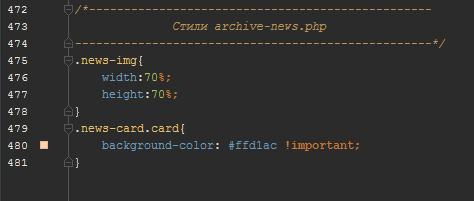 472 /*-------------------------------------------------
473 Стили archive-news.php
474 ---------------------------------------------------*/
475 .news-img{
476 width:70%;
477 height:70%;
478 }
479 .news-card.card{
480 background-color: #ffd1ac !important;
481 }